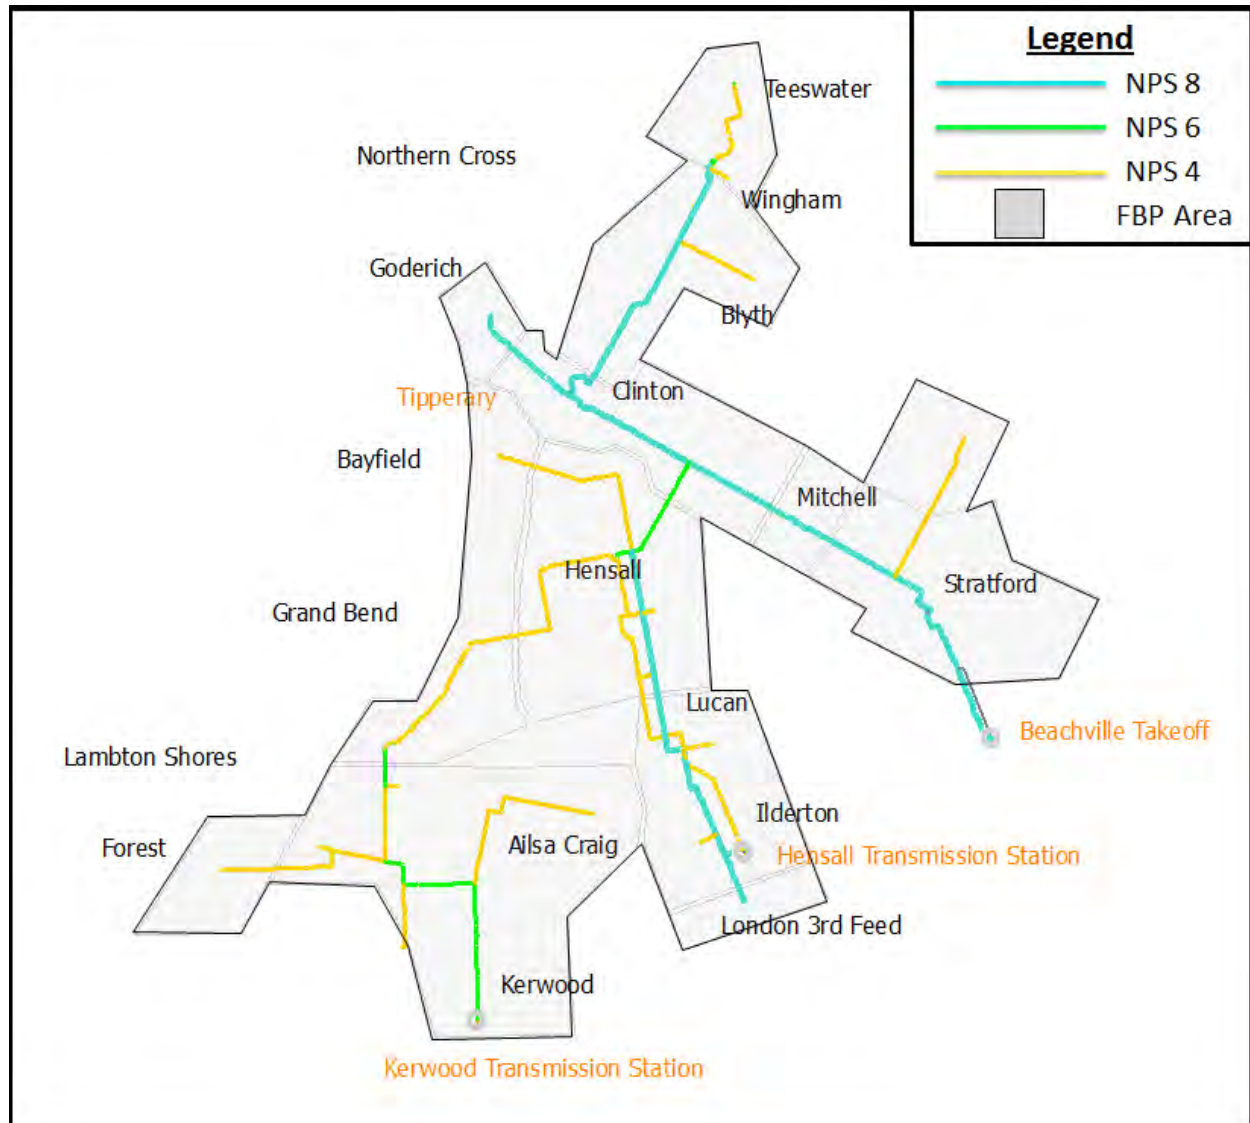 Legend
NPS 8
NPS 6
NPS 4
FBP Area
Teeswater
Northern Cross
Wingham
Goderich
Blyth
Clinton
Tipperary
Bayfield
Mitchell
Hensall
Stratford
Grand Bend
Lucan
Beachville Takeoff
Lambton Shores
Ilderton
Forest
Ailsa Craig
Hensall Transmission Station
London 3rd Feed
Kerwood
Kerwood Transmission Station